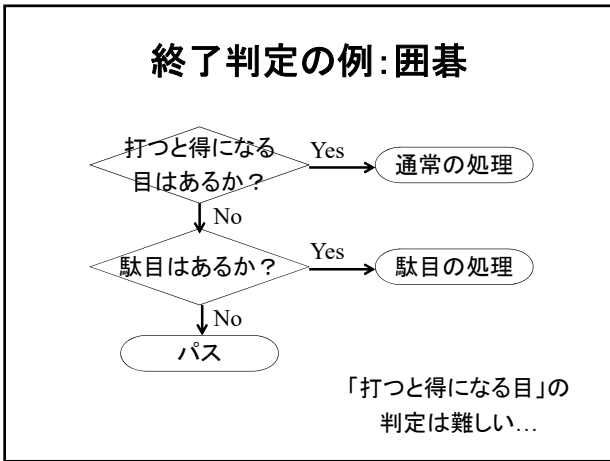 終了判定の例：囲碁
打つと得になる
目はあるか？
Yes
通常の処理
No
駄目はあるか？
Yes
駄目の処理
No
パス
「打つと得になる目」の
判定は難しい…